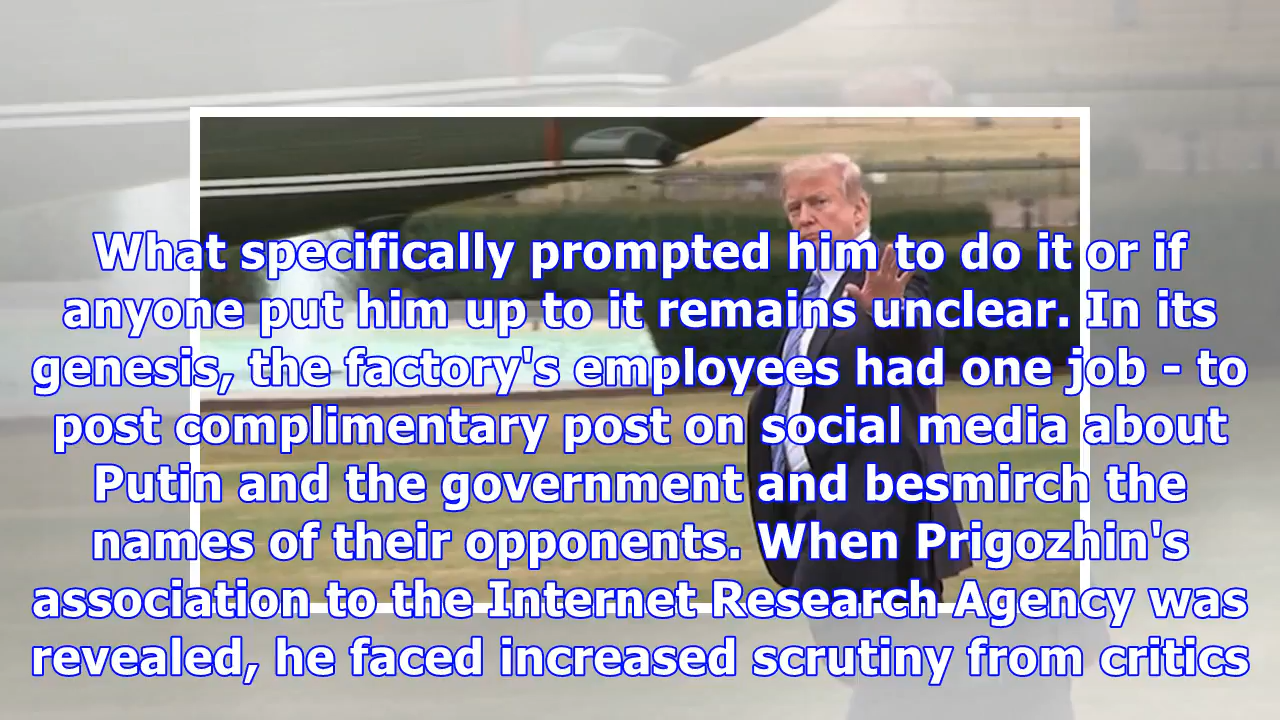 What specifically prompted him to do it or if
anyone put him up to it remains unclear. In its
genesis, the factory's employees had one job - to
post complimentary post on social media about
Putin and the government and besmirch the
names of their opponents. When Prigozhin's
association to the Internet Research Agency was
revealed, he faced increased scrutiny from critics